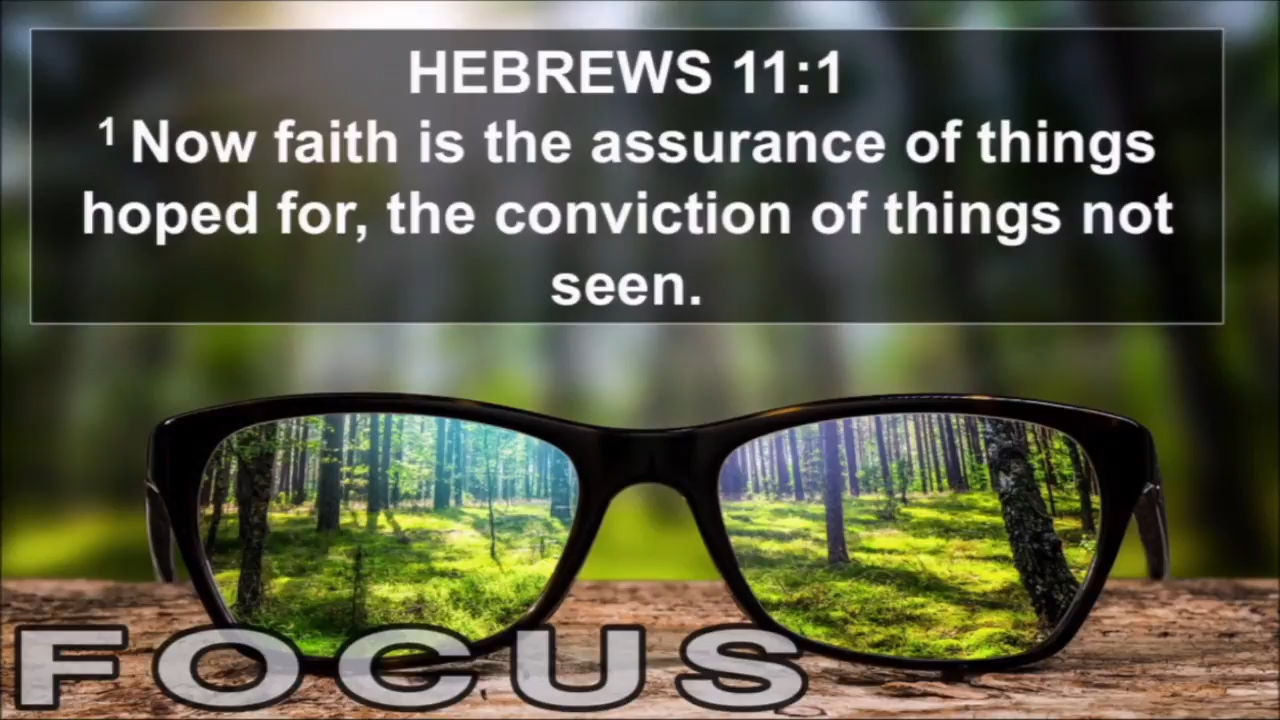 HEBREWS 11:1
1 Now faith is the assurance of things
hoped for, the conviction of things not
seen.
FOCUS